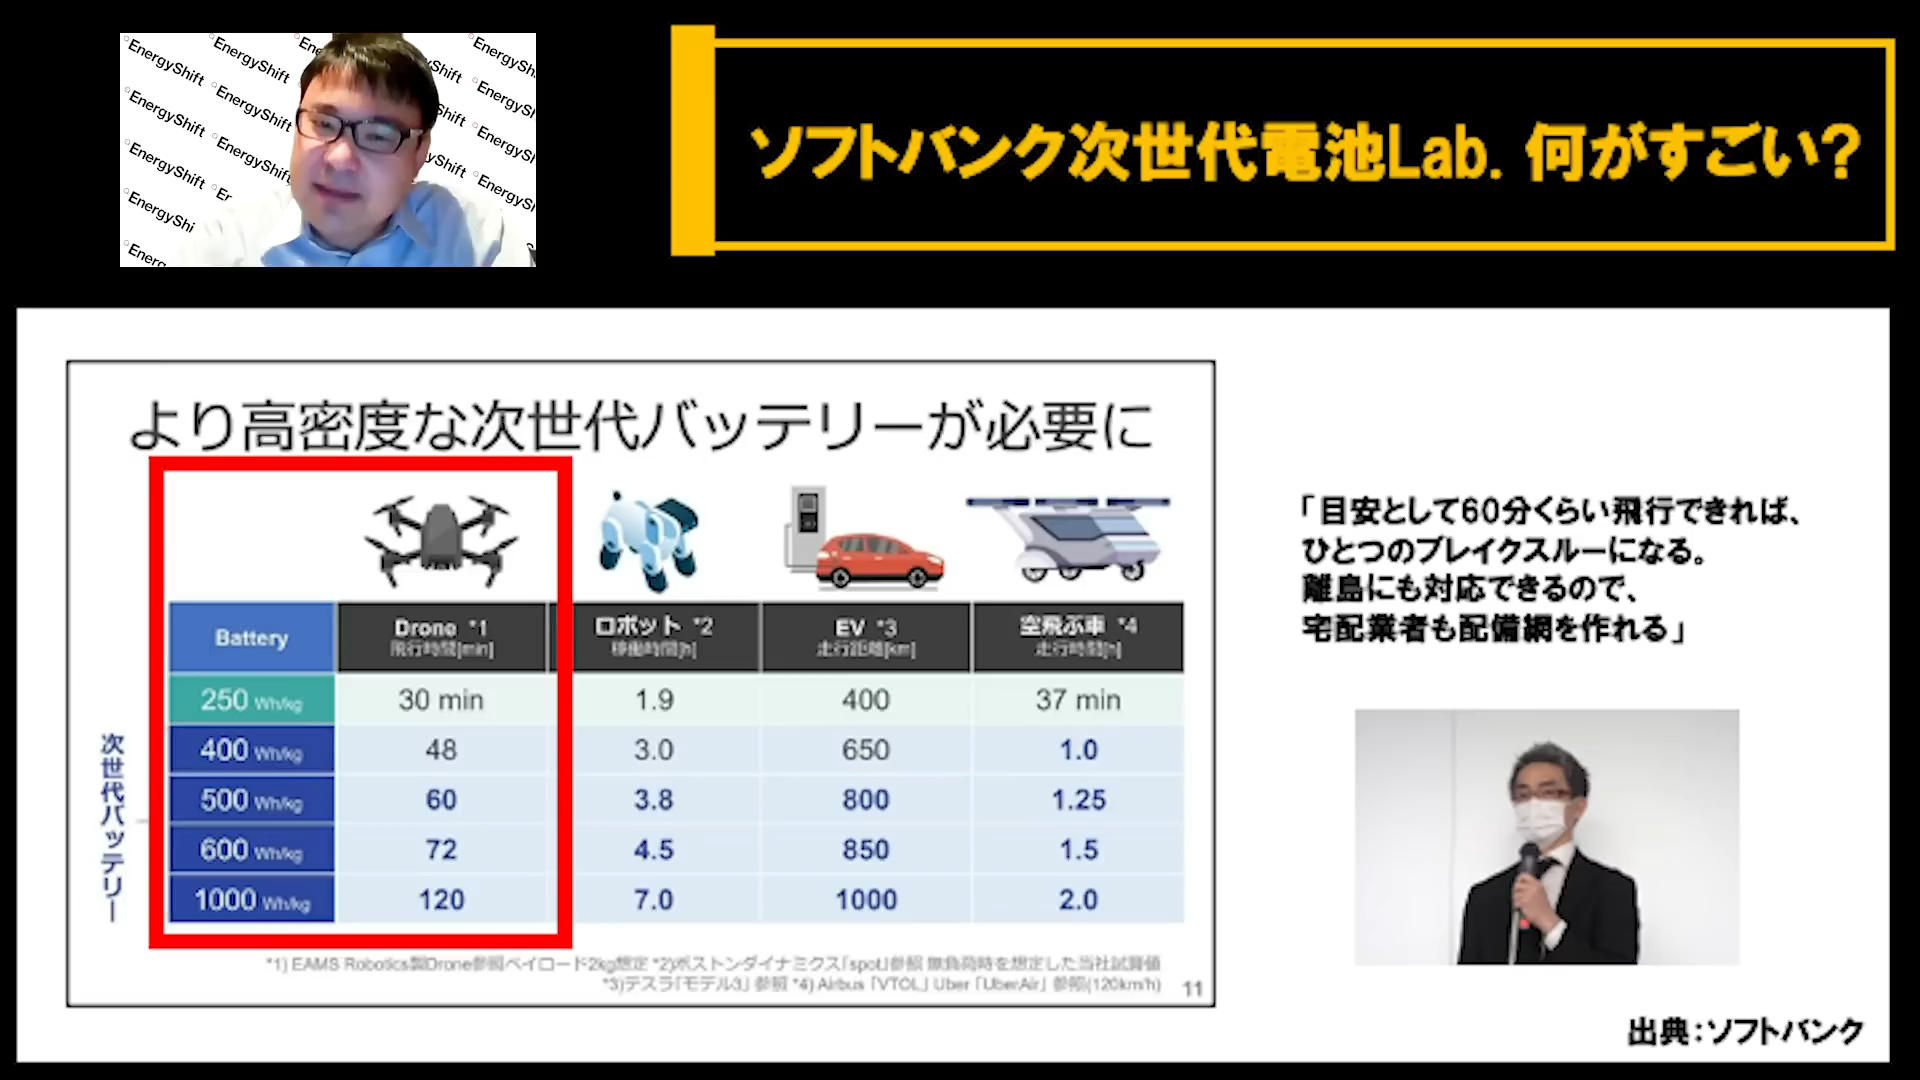 EnergyShift EnergyShift
EnergyShift EnergyShift
EnergyShift EnergyShift
EnergyShi
ソフトバンク次世代電池Lab. 何がすごい?
より高密度な次世代バッテリーが必要に
Battery Drone *1 ロボット *2 EV *3 空飛ぶ車 *4
飛行時間[min] 稼働時間[h] 走行距離[km] 走行時間[h]
250 Wh/kg 30 min 1.9 400 37 min
400 Wh/kg 48 3.0 650 1.0
500 Wh/kg 60 3.8 800 1.25
600 Wh/kg 72 4.5 850 1.5
1000 Wh/kg 120 7.0 1000 2.0
次世代バッテリー
*1) EAMS Robotics製Drone参照ペイロード2kg想定 *2)ボストンダイナミクス「spot」参照 無負荷時を想定した当社試算値
*3)テスラ「モデル3」参照 *4) Airbus「VTOL」Uber「UberAir」参照(120km/h)
11
「目安として60分くらい飛行できれば、
ひとつのブレイクスルーになる。
離島にも対応できるので、
宅配業者も配備網を作れる」
出典：ソフトバンク